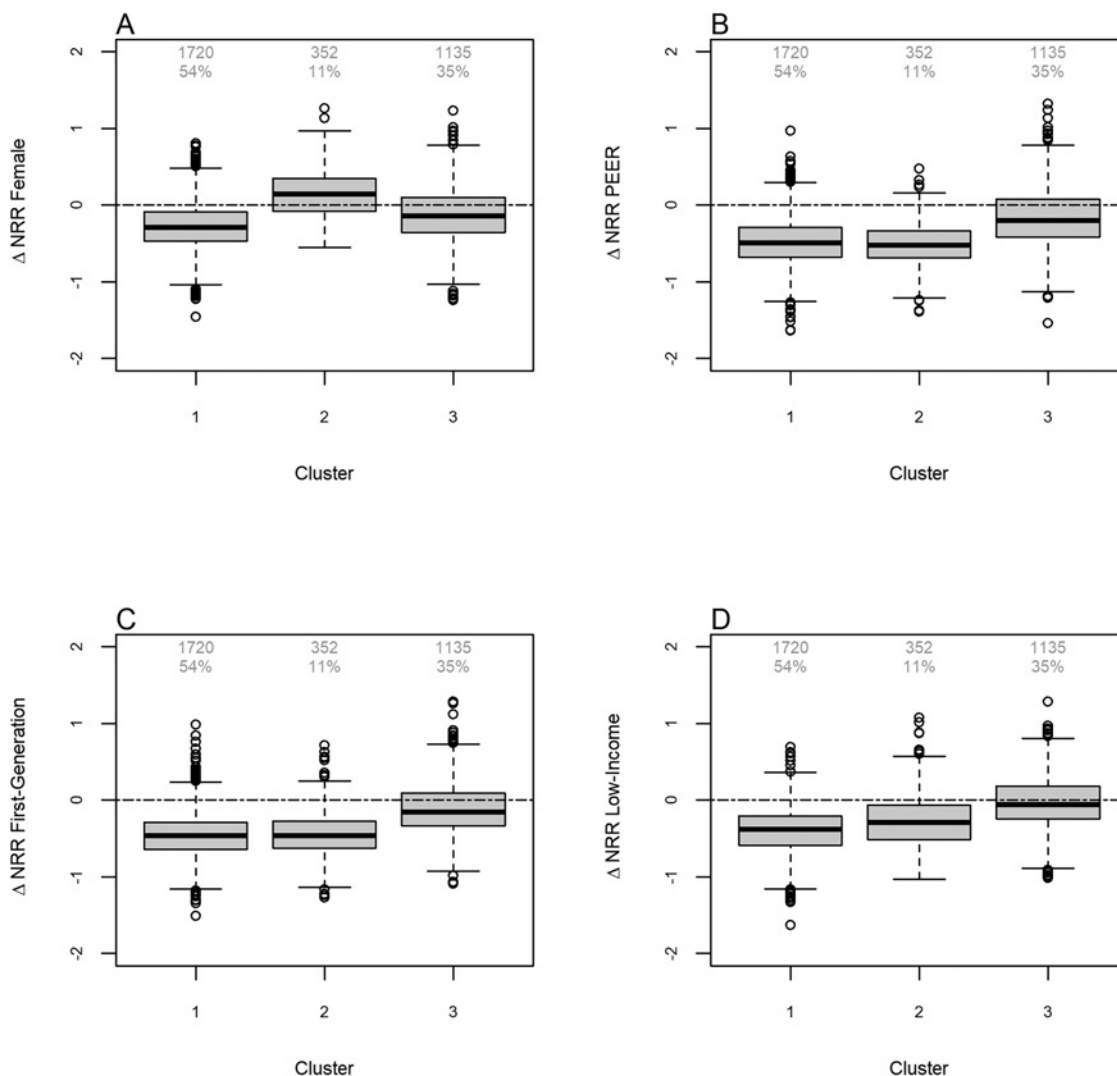 A
1720 352 1135
54% 11% 35%
2
1
0
-1
-2
Δ NRR Female
1 2 3
Cluster
B
1720 352 1135
54% 11% 35%
2
1
0
-1
-2
Δ NRR PEER
1 2 3
Cluster
C
1720 352 1135
54% 11% 35%
2
1
0
-1
-2
Δ NRR First-Generation
1 2 3
Cluster
D
1720 352 1135
54% 11% 35%
2
1
0
-1
-2
Δ NRR Low-Income
1 2 3
Cluster